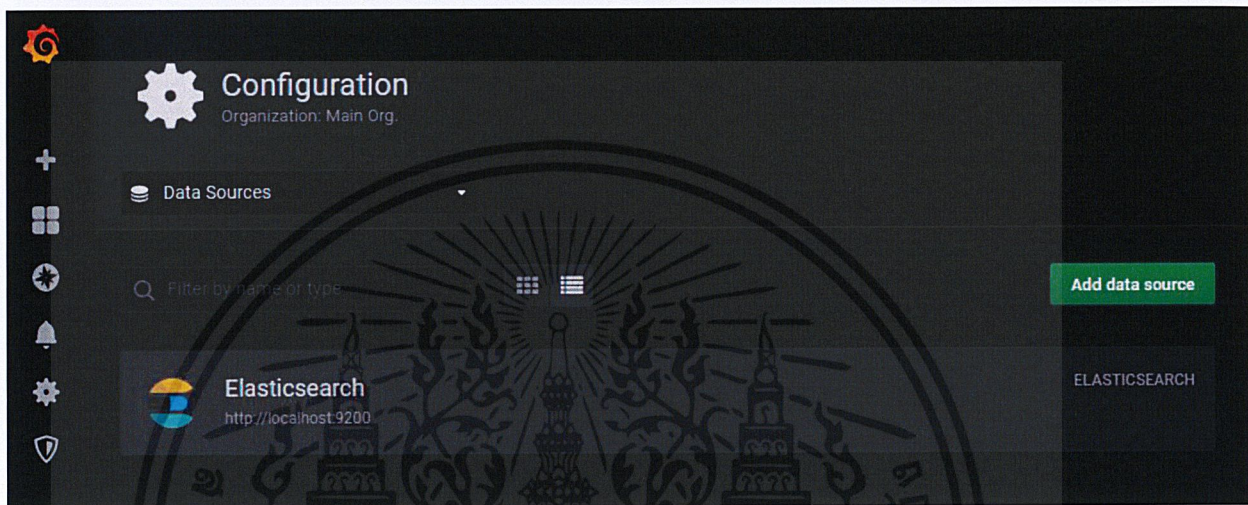 Configuration
Organization: Main Org.
Data Sources
Filter by name or type
Add data source
Elasticsearch
http://localhost:9200
ELASTICSEARCH